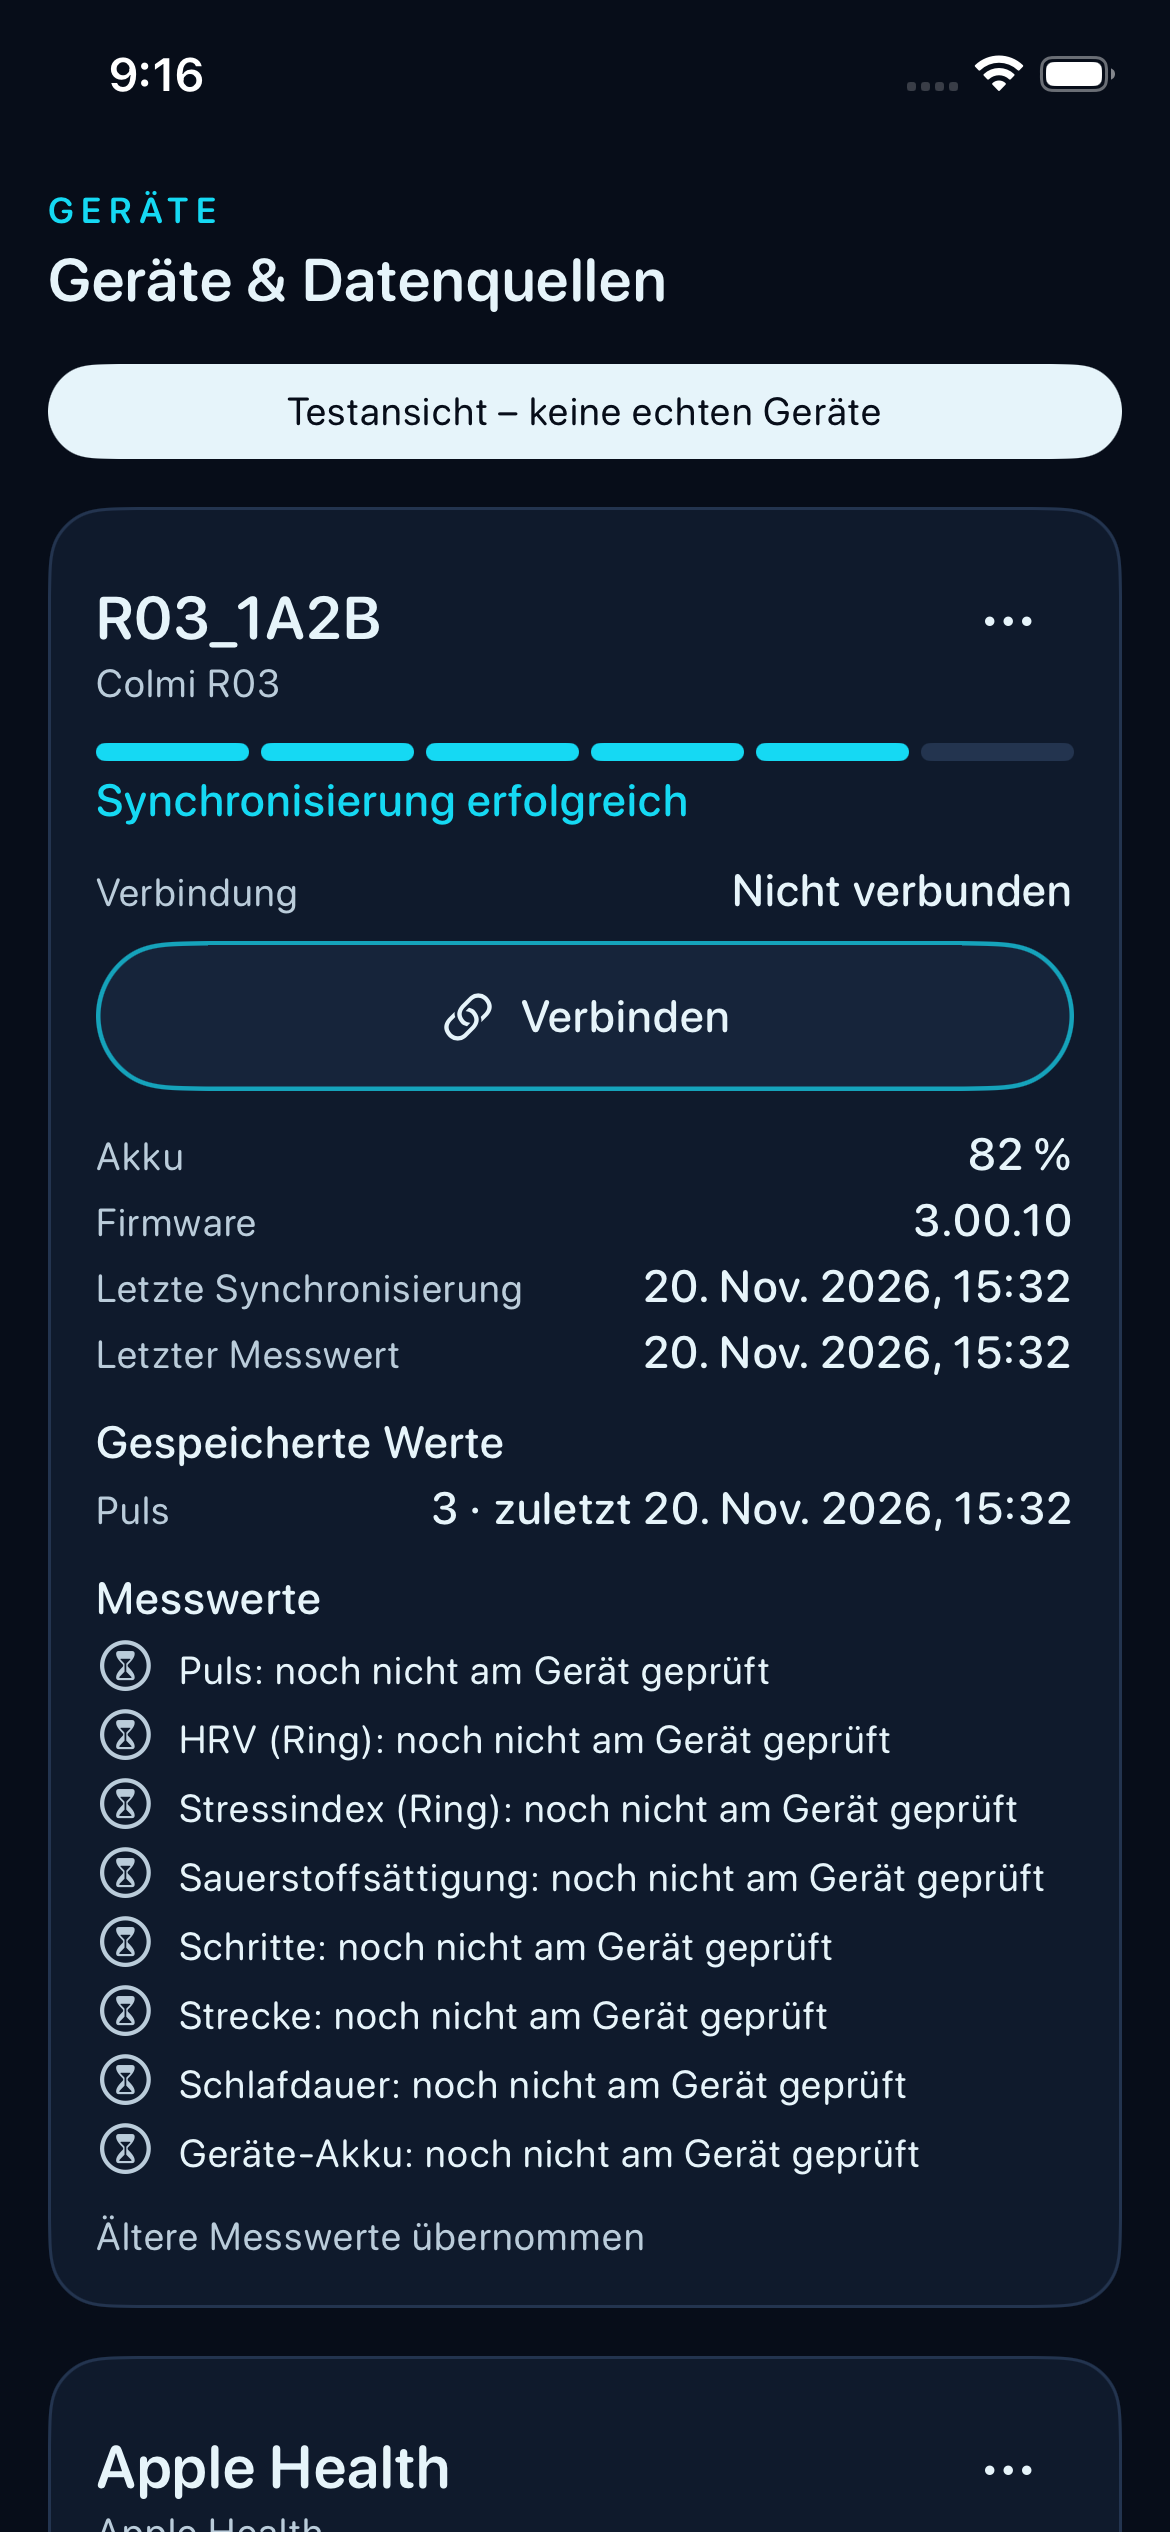 9:16
GERÄTE
Geräte & Datenquellen
Testansicht – keine echten Geräte
R03_1A2B
Colmi R03
Synchronisierung erfolgreich
Verbindung Nicht verbunden
Verbinden
Akku 82 %
Firmware 3.00.10
Letzte Synchronisierung 20. Nov. 2026, 15:32
Letzter Messwert 20. Nov. 2026, 15:32
Gespeicherte Werte
Puls 3 · zuletzt 20. Nov. 2026, 15:32
Messwerte
Puls: noch nicht am Gerät geprüft
HRV (Ring): noch nicht am Gerät geprüft
Stressindex (Ring): noch nicht am Gerät geprüft
Sauerstoffsättigung: noch nicht am Gerät geprüft
Schritte: noch nicht am Gerät geprüft
Strecke: noch nicht am Gerät geprüft
Schlafdauer: noch nicht am Gerät geprüft
Geräte-Akku: noch nicht am Gerät geprüft
Ältere Messwerte übernommen
Apple Health
Apple Health